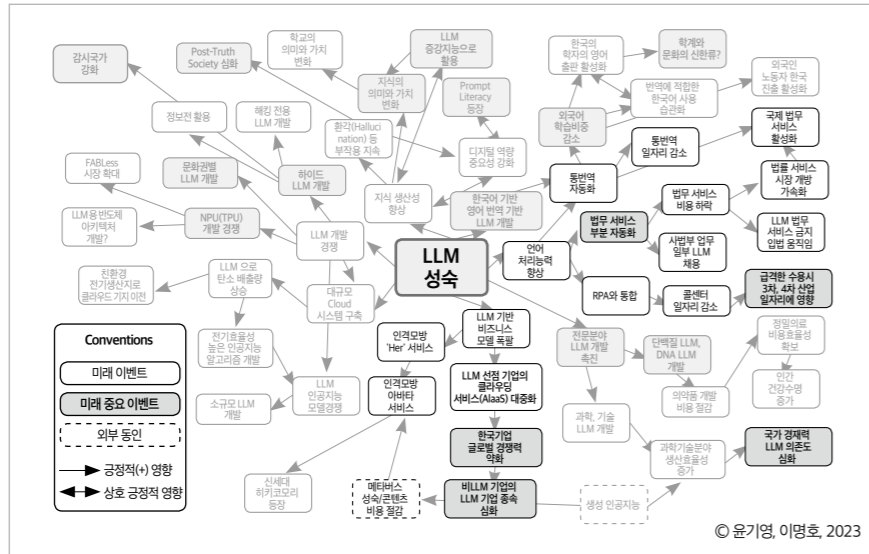 감시국가
강화
Post-Truth
Society 심화
학교의
의미와 가치
변화
LLM
증강지능으로
활용
지식의
의미와 가치
변화
Prompt
Literacy
등장
한국의
학자의 영어
출판 활성화
학계와
문화의 신한류?
외국인
노동자 한국
진출 활성화
번역에 적합한
한국어 사용
습관화
정보전 활용
해킹 전용
LLM 개발
환각(Halluci
nation) 등
부작용 지속
디지털 역량
중요성 강화
외국어
학습비중
감소
통번역
일자리 감소
국제 법무
서비스
활성화
FABLess
시장 확대
문화권별
LLM 개발
하이드
LLM 개발
지식 생산성
향상
한국어 기반
영어 번역 기반
LLM 개발
통번역
자동화
법률 서비스
시장 개방
가속화
법무 서비스
비용 하락
LLM용 반도체
아키텍처
개발?
NPU(TPU)
개발 경쟁
LLM 개발
경쟁
LLM
성숙
언어
처리능력
향상
법무 서비스
부분 자동화
LLM 법무
서비스 금지
입법 움직임
사법부 업무
일부 LLM
채용
친환경
전기생산지로
클라우드 기지 이전
LLM 으로
탄소 배출량
상승
대규모
Cloud
시스템 구축
RPA와 통합
콜센터
일자리 감소
급격한 수용시
3차, 4차 산업
일자리에 영향
Conventions
미래 이벤트
미래 중요 이벤트
외부 동인
긍정적(+) 영향
상호 긍정적 영향
전기효율성
높은 인공지능
알고리즘 개발
인격모방
'Her' 서비스
LLM 기반
비즈니스
모델 폭팔
전문분야
LLM 개발
촉진
단백질 LLM,
DNA LLM
개발
정밀의료
비용효율성
확보
소규모 LLM
개발
LLM
인공지능
모델경쟁
인격모방
아바타
서비스
LLM 선점 기업의
클라우딩
서비스(AIaaS) 대중화
의약품 개발
비용 절감
인간
건강수명
증가
과학, 기술
LLM 개발
한국기업
글로벌 경쟁력
약화
과학기술분야
생산효율성
증가
국가 경재력
LLM 의존도
심화
신세대
히키코모리
등장
메타버스
성숙/콘텐츠
비용 절감
비LLM 기업의
LLM 기업 종속
심화
생성 인공지능
© 윤기영, 이명호, 2023